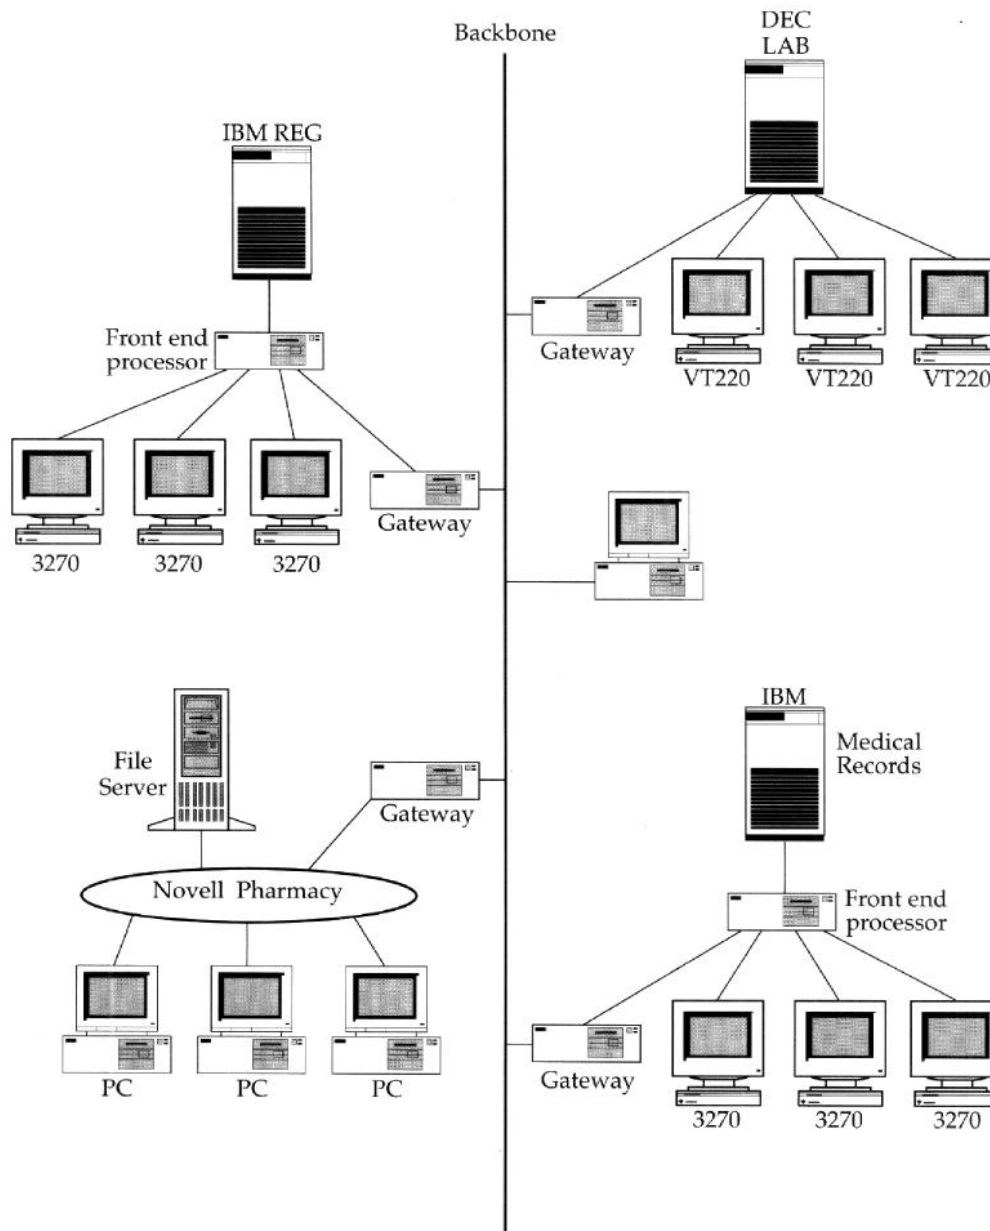 Backbone
DEC
LAB
IBM REG
Front end
processor
Gateway
VT220
VT220
VT220
Gateway
3270
3270
3270
IBM
Medical
Records
File
Server
Gateway
Novell Pharmacy
Front end
processor
Gateway
PC
PC
PC
3270
3270
3270